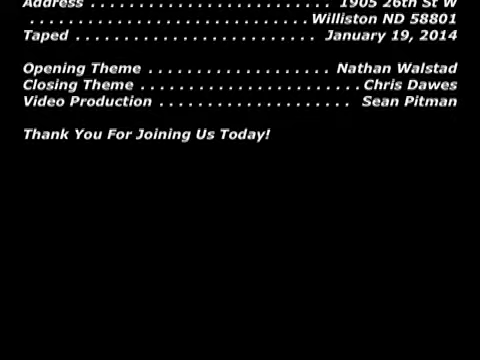 Address . . . . . . . . . . . . . . . . . . . . . . . . . . 1905 26th St W
. . . . . . . . . . . . . . . . . . . . . . . . . . . . . . . Williston ND 58801
Taped . . . . . . . . . . . . . . . . . . . . . . . . . . January 19, 2014
Opening Theme . . . . . . . . . . . . . . . . . . . . Nathan Walstad
Closing Theme . . . . . . . . . . . . . . . . . . . . . . . . Chris Dawes
Video Production . . . . . . . . . . . . . . . . . . . . . Sean Pitman
Thank You For Joining Us Today!